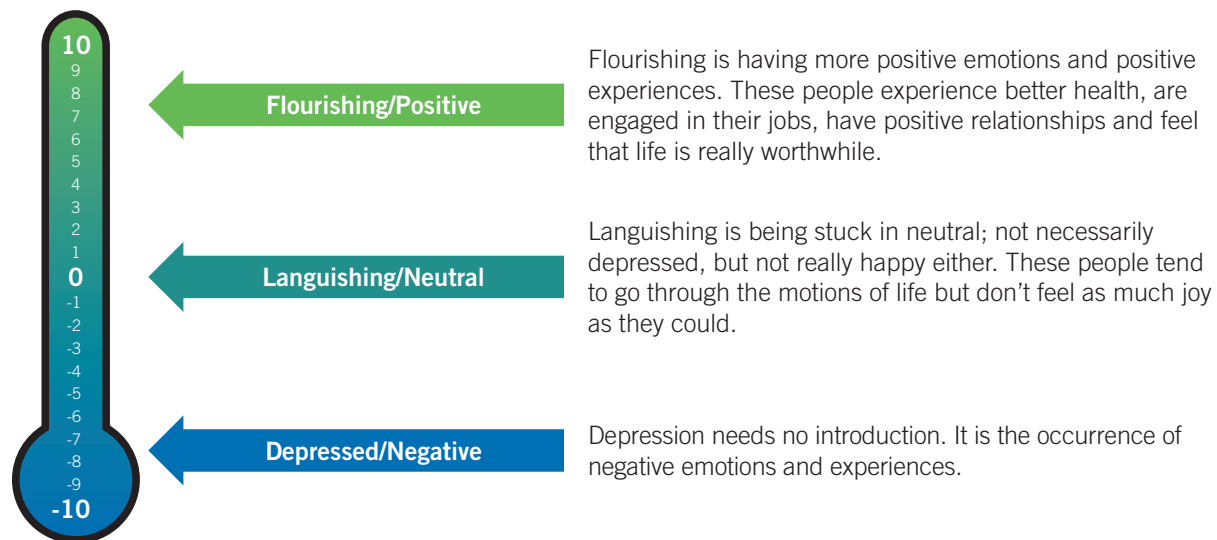 10
9
8
7
6
5
4
3
2
1
0
-1
-2
-3
-4
-5
-6
-7
-8
-9
-10
Flourishing/Positive
Flourishing is having more positive emotions and positive
experiences. These people experience better health, are
engaged in their jobs, have positive relationships and feel
that life is really worthwhile.
Languishing/Neutral
Languishing is being stuck in neutral; not necessarily
depressed, but not really happy either. These people tend
to go through the motions of life but don’t feel as much joy
as they could.
Depressed/Negative
Depression needs no introduction. It is the occurrence of
negative emotions and experiences.